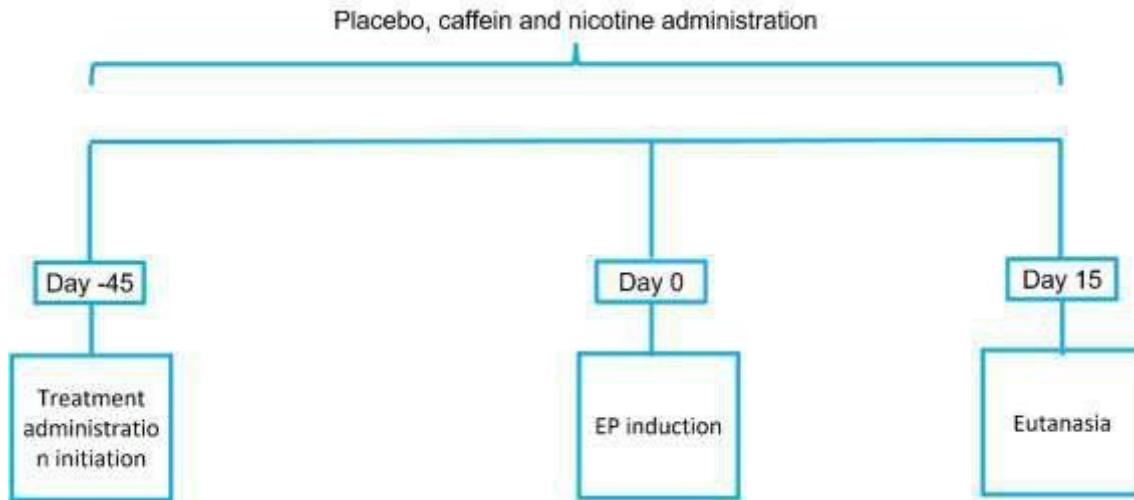 Placebo, caffein and nicotine administration
Day -45
Day 0
Day 15
Treatment
administratio
n initiation
EP induction
Eutanasia